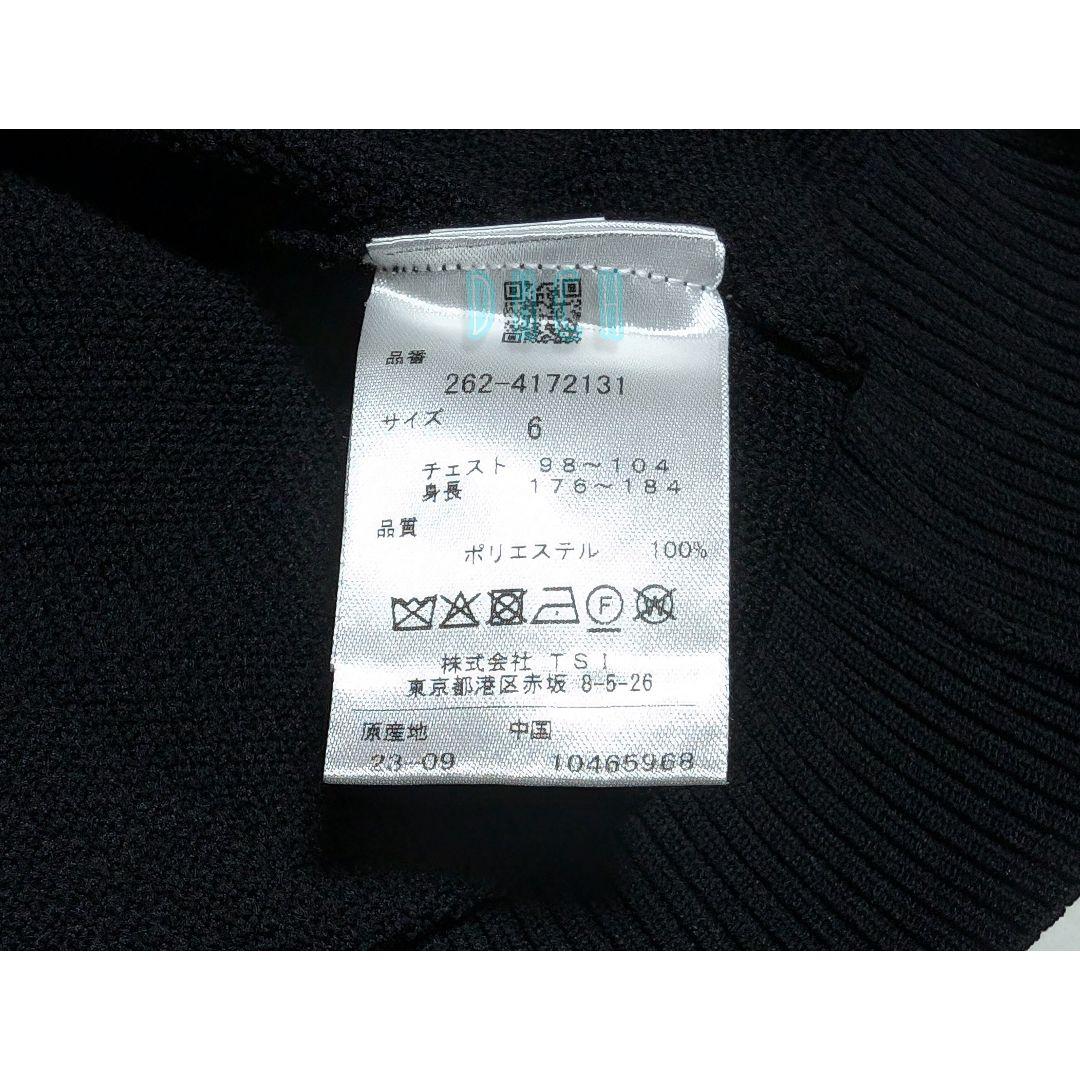 品番
262-4172131
サイズ
6
チェスト 98～104
身長 176～184
品質
ポリエステル 100%
F
W
株式会社 TSI
東京都港区赤坂 8-5-26
原産地 中国
23-09 10465968